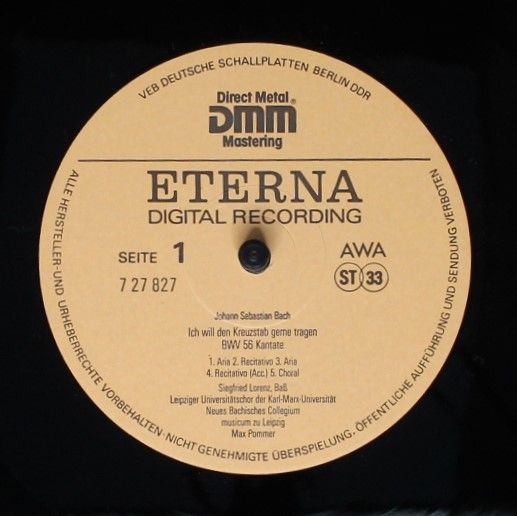 VEB DEUTSCHE SCHALLPLATTEN BERLIN DDR
Direct Metal
DMM®
Mastering
ETERNA
DIGITAL RECORDING
SEITE 1
AWA
7 27 827
ST 33
Johann Sebastian Bach
Ich will den Kreuzstab gerne tragen
BWV 56 Kantate
1. Aria 2. Recitativo 3. Aria
4. Recitativo (Acc.) 5. Choral
Siegfried Lorenz, Baß
Leipziger Universitätschor der Karl-Marx-Universität
Neues Bachisches Collegium
musicum zu Leipzig
Max Pommer
ALLE HERSTELLER- UND URHEBERRECHTE VORBEHALTEN · NICHT GENEHMIGTE ÜBERSPIELUNG, ÖFFENTLICHE AUFFÜHRUNG UND SENDUNG VERBOTEN